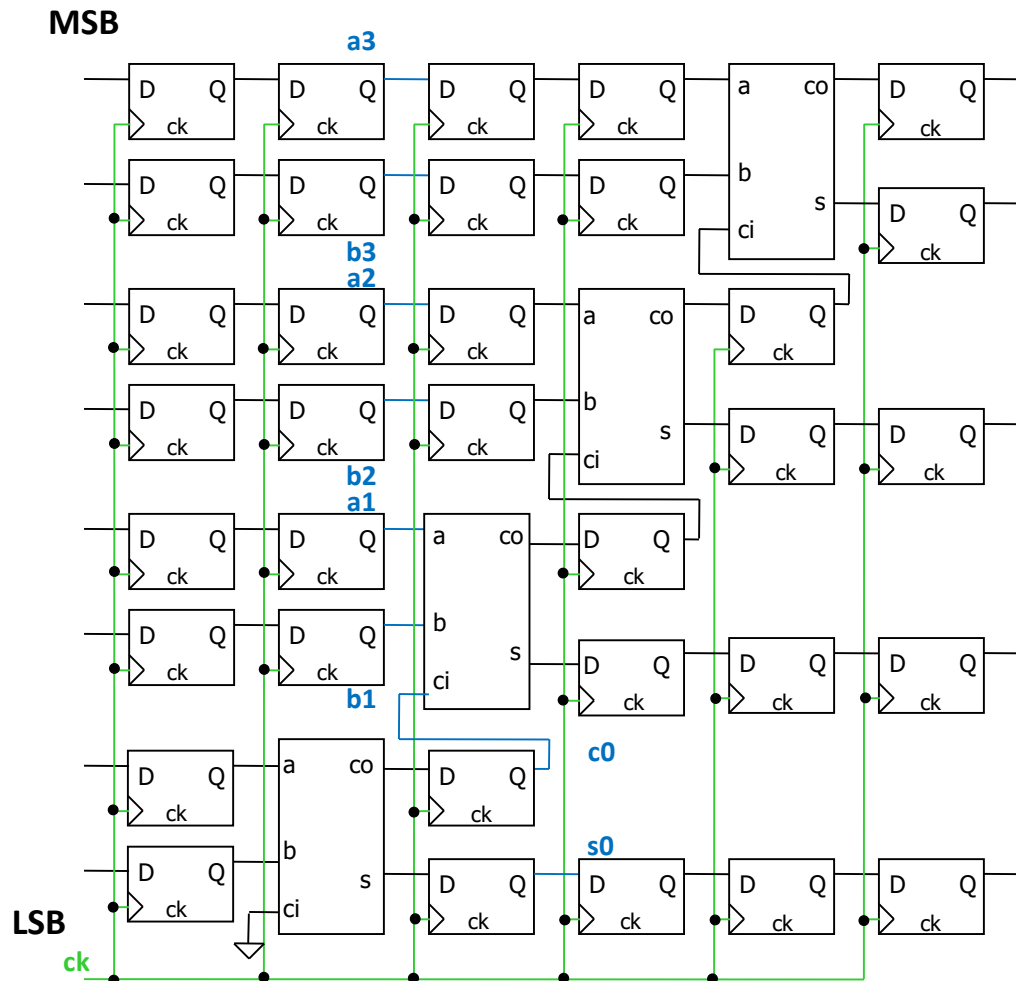 MSB
a3
D Q D Q D Q D Q a co D Q
ck ck ck ck ck
D Q D Q D Q D Q b
s D Q
ck ck ck ck ci ck
b3
a2
D Q D Q D Q a co D Q
ck ck ck ck
D Q D Q D Q b
s D Q D Q
ck ck ck ci ck ck
b2
a1
D Q D Q a co D Q
ck ck ck
D Q D Q b
s D Q D Q D Q
ck ck ci ck ck ck
b1
c0
D Q a co D Q
ck ck
s0
D Q b
s D Q D Q D Q D Q
ck ci ck ck ck ck
LSB
ck